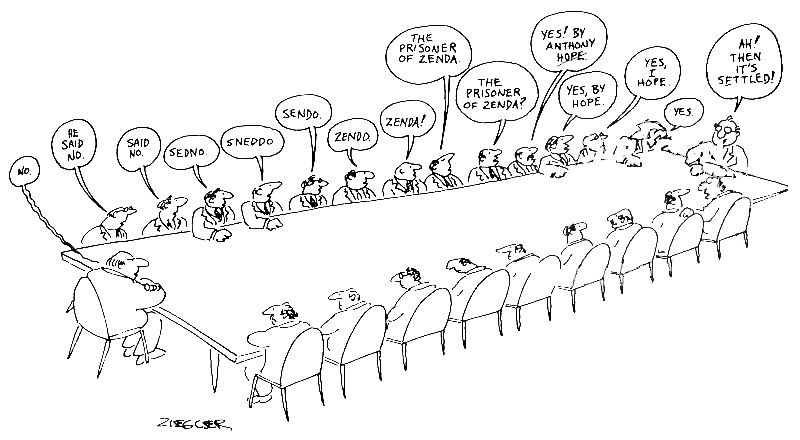 NO.
HE
SAID
NO.
SAID
NO.
SEDNO.
SNEDDO
SENDO.
ZENDO.
ZENDA!
THE
PRISONER
OF ZENDA.
THE
PRISONER
OF ZENDA?
YES! BY
ANTHONY
HOPE.
YES, BY
HOPE.
YES,
I
HOPE.
YES.
AH!
THEN
IT'S
SETTLED!
ZIEGLER